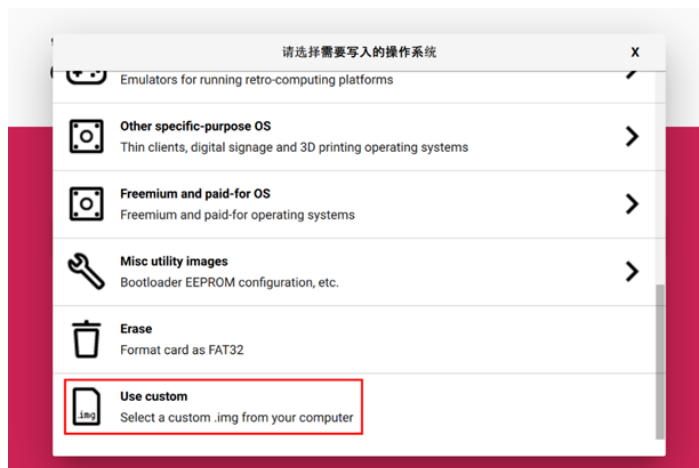 请选择需要写入的操作系统
X
Emulators for running retro-computing platforms
Other specific-purpose OS
Thin clients, digital signage and 3D printing operating systems
Freemium and paid-for OS
Freemium and paid-for operating systems
Misc utility images
Bootloader EEPROM configuration, etc.
Erase
Format card as FAT32
Use custom
.img
Select a custom .img from your computer